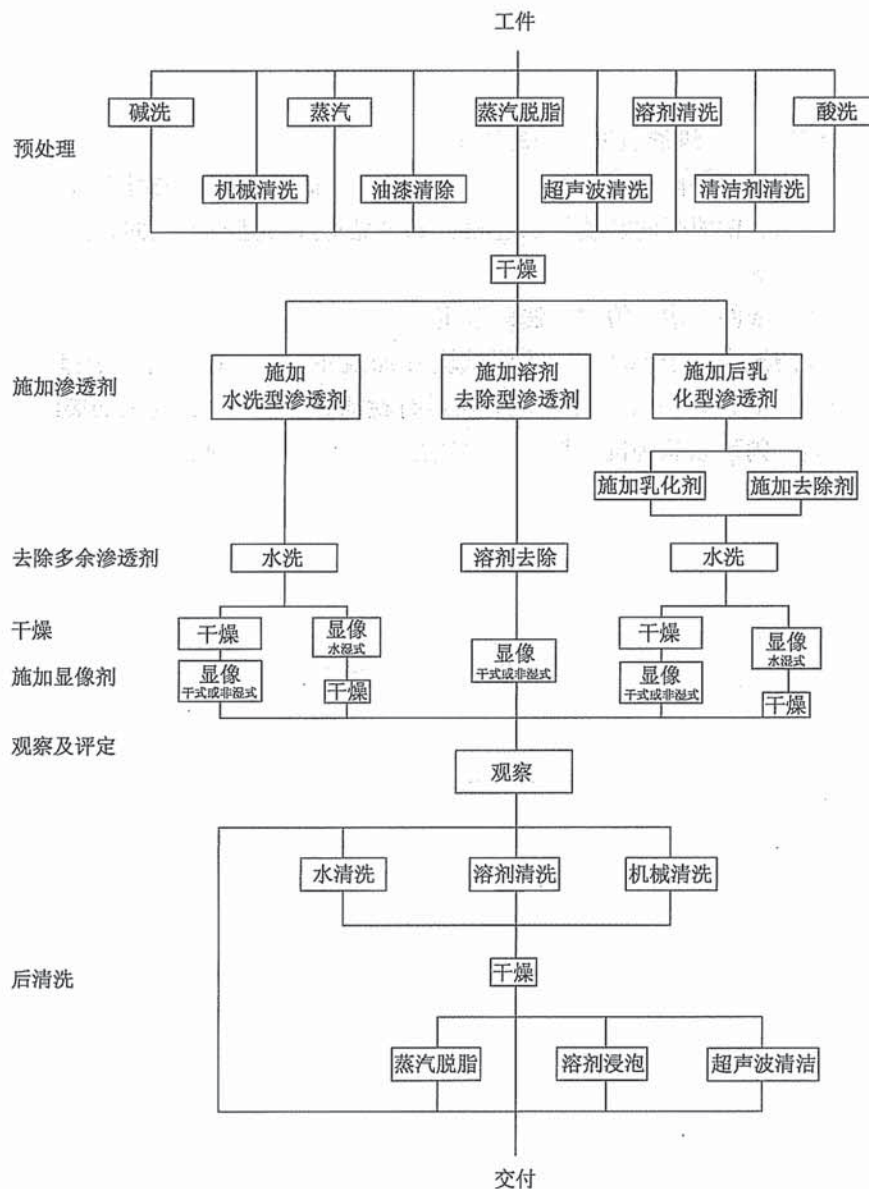 工件
碱洗
蒸汽
蒸汽脱脂
溶剂清洗
酸洗
预处理
机械清洗
油漆清除
超声波清洗
清洁剂清洗
干燥
施加渗透剂
施加
水洗型渗透剂
施加溶剂
去除型渗透剂
施加后乳
化型渗透剂
施加乳化剂
施加去除剂
去除多余渗透剂
水洗
溶剂去除
水洗
干燥
干燥
显像
水湿式
干燥
显像
水湿式
施加显像剂
显像
干式或非湿式
干燥
显像
干式或非湿式
显像
干式或非湿式
干燥
观察及评定
观察
水清洗
溶剂清洗
机械清洗
后清洗
干燥
蒸汽脱脂
溶剂浸泡
超声波清洁
交付